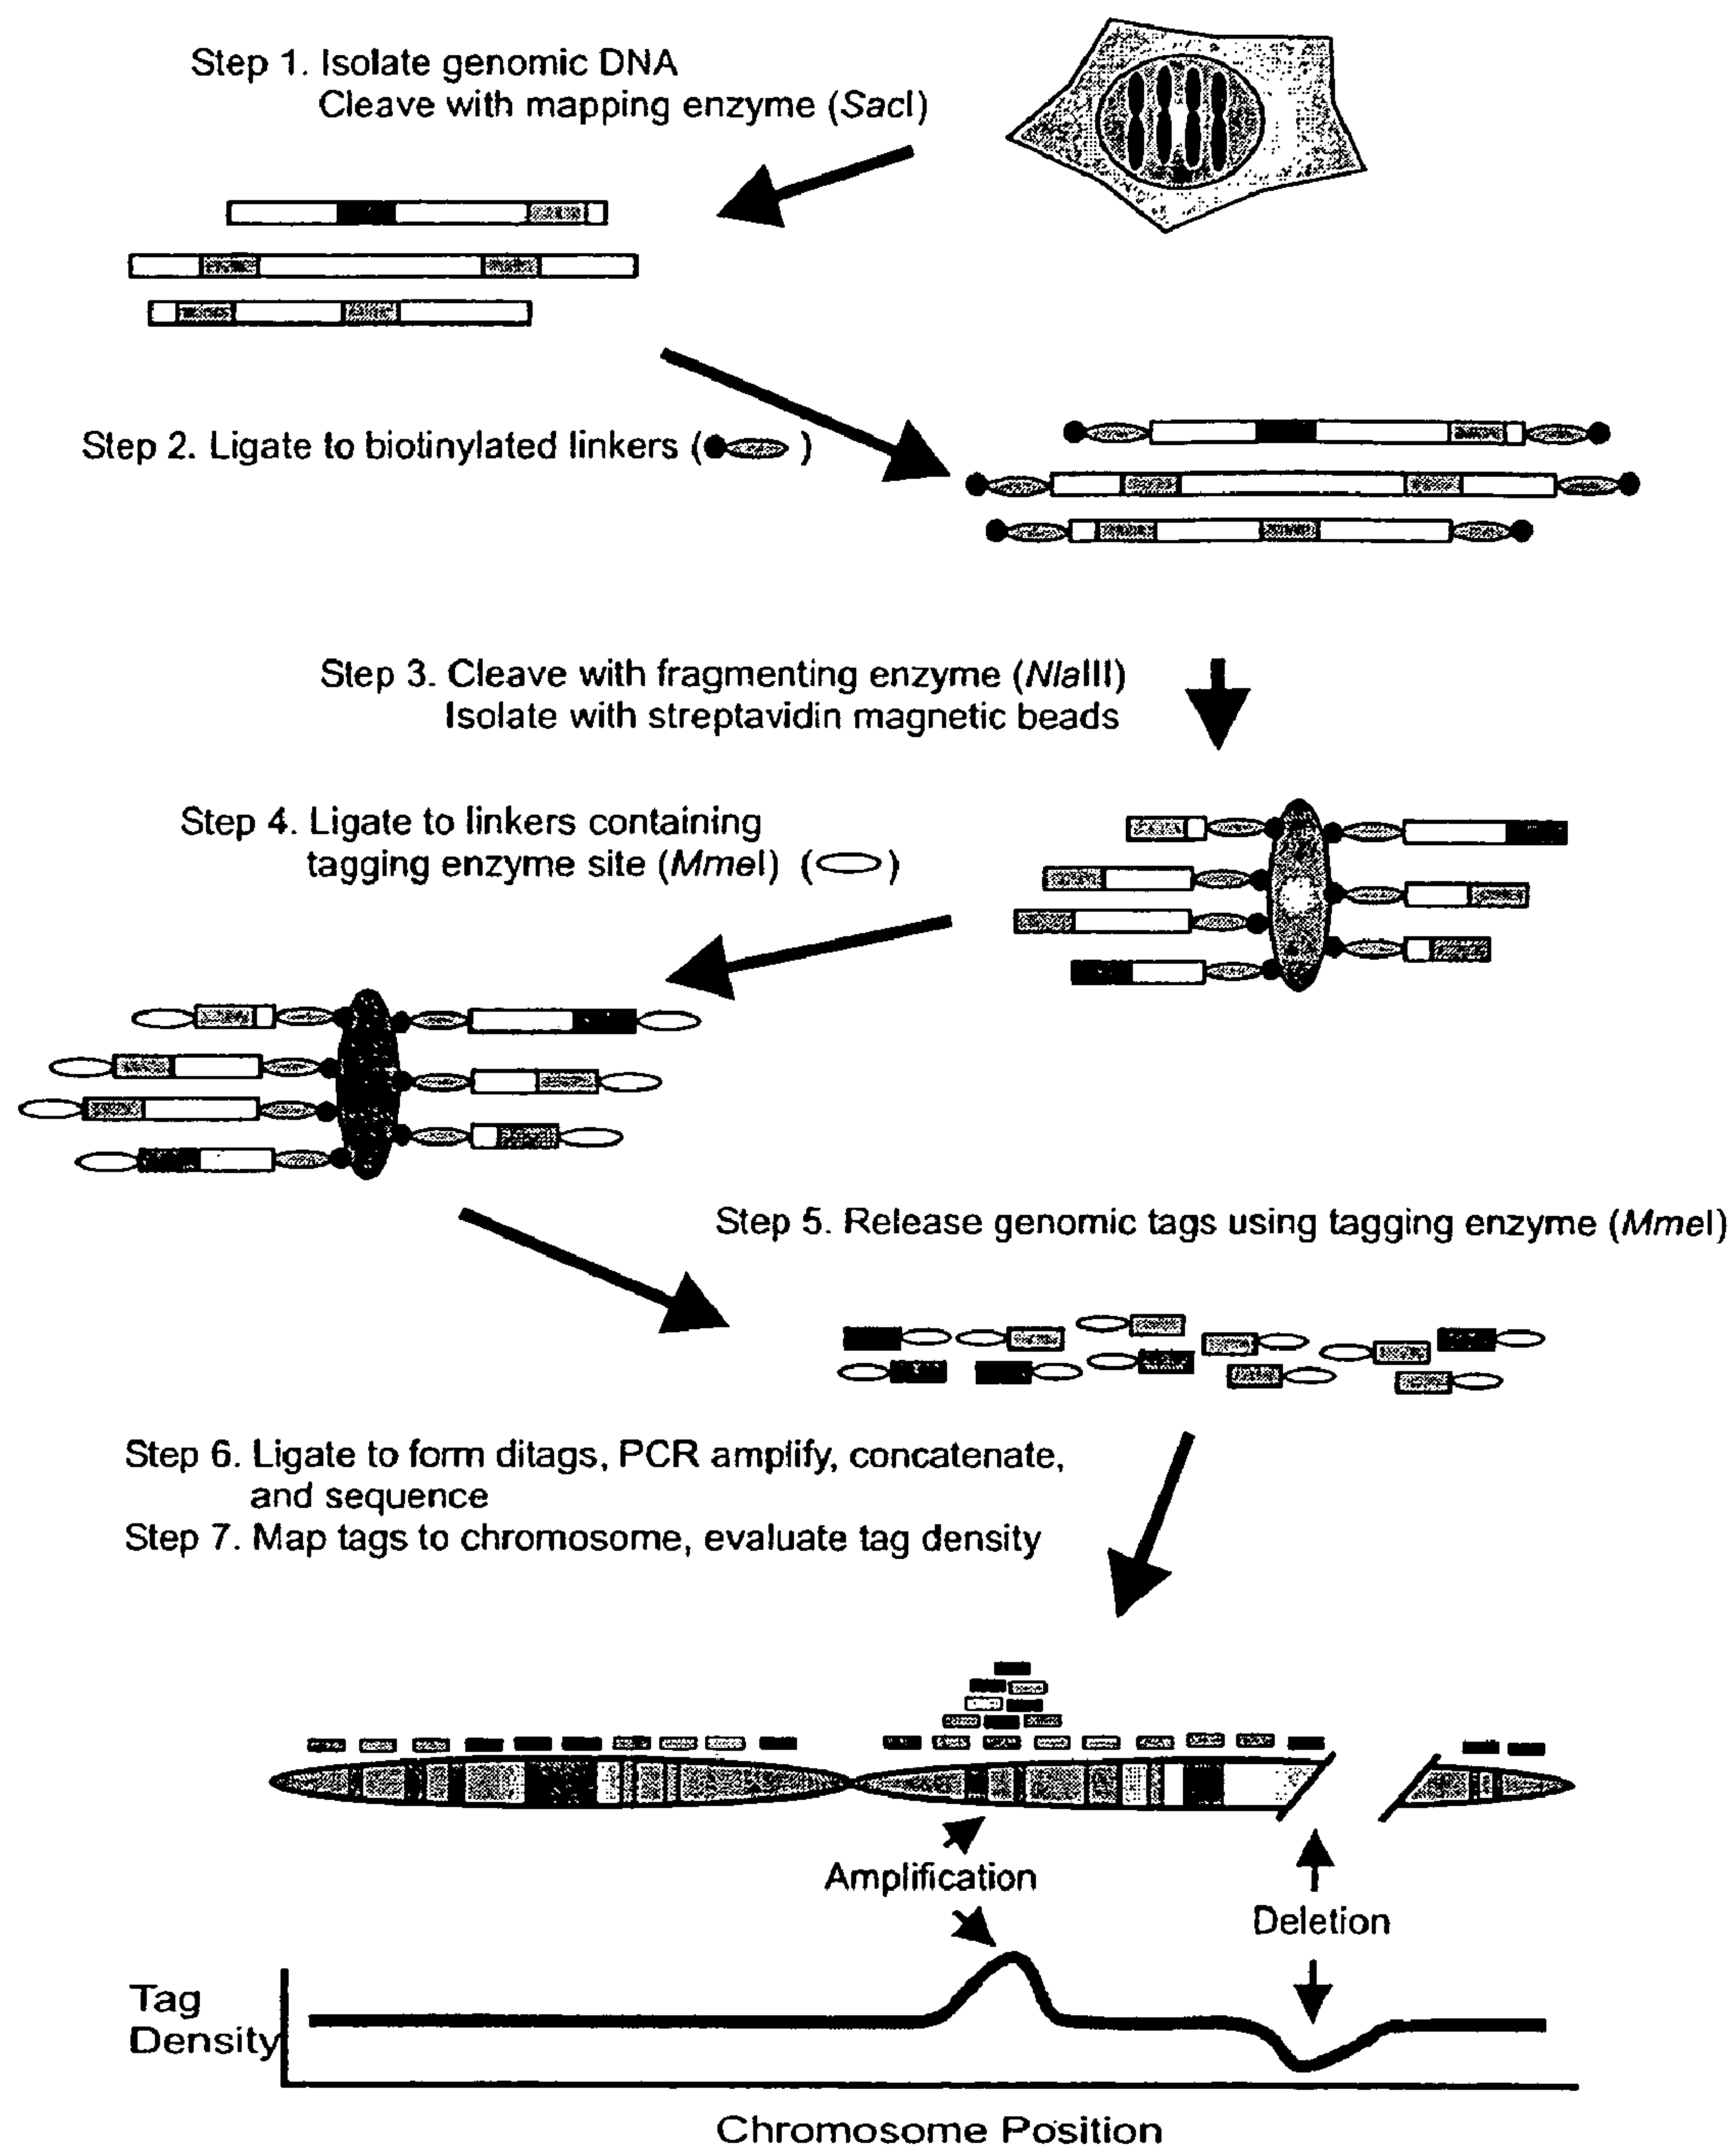 Step 1. Isolate genomic DNA
Cleave with mapping enzyme (SacI)
Step 2. Ligate to biotinylated linkers ( )
Step 3. Cleave with fragmenting enzyme (NlaIII)
Isolate with streptavidin magnetic beads
Step 4. Ligate to linkers containing
tagging enzyme site (MmeI) ( )
Step 5. Release genomic tags using tagging enzyme (MmeI)
Step 6. Ligate to form ditags, PCR amplify, concatenate,
and sequence
Step 7. Map tags to chromosome, evaluate tag density
Amplification
Deletion
Tag
Density
Chromosome Position